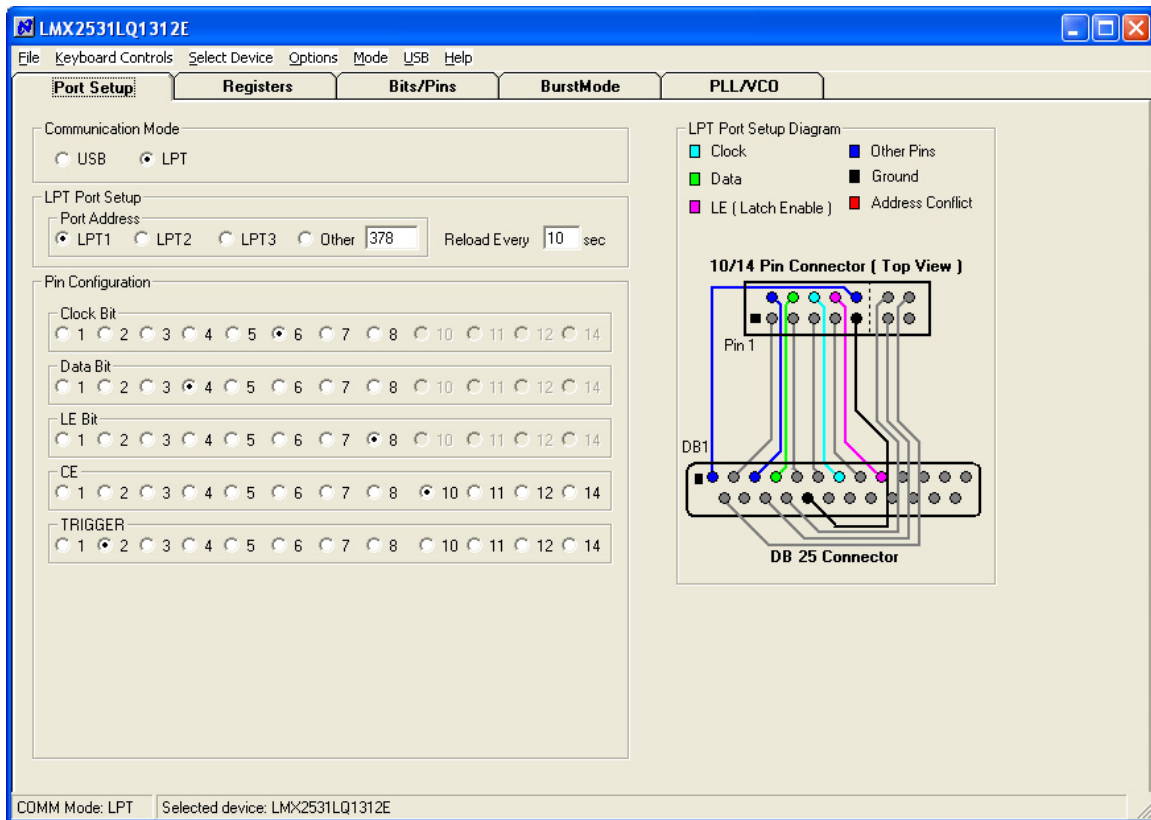 LMX2531LQ1312E
File Keyboard Controls Select Device Options Mode USB Help
Port Setup Registers Bits/Pins BurstMode PLL/VCO
Communication Mode
USB LPT
LPT Port Setup
Port Address
LPT1 LPT2 LPT3 Other 378 Reload Every 10 sec
Pin Configuration
Clock Bit
1 2 3 4 5 6 7 8 10 11 12 14
Data Bit
1 2 3 4 5 6 7 8 10 11 12 14
LE Bit
1 2 3 4 5 6 7 8 10 11 12 14
CE
1 2 3 4 5 6 7 8 10 11 12 14
TRIGGER
1 2 3 4 5 6 7 8 10 11 12 14
LPT Port Setup Diagram
Clock Other Pins
Data Ground
LE ( Latch Enable ) Address Conflict
10/14 Pin Connector ( Top View )
Pin 1
DB1
DB 25 Connector
COMM Mode: LPT Selected device: LMX2531LQ1312E